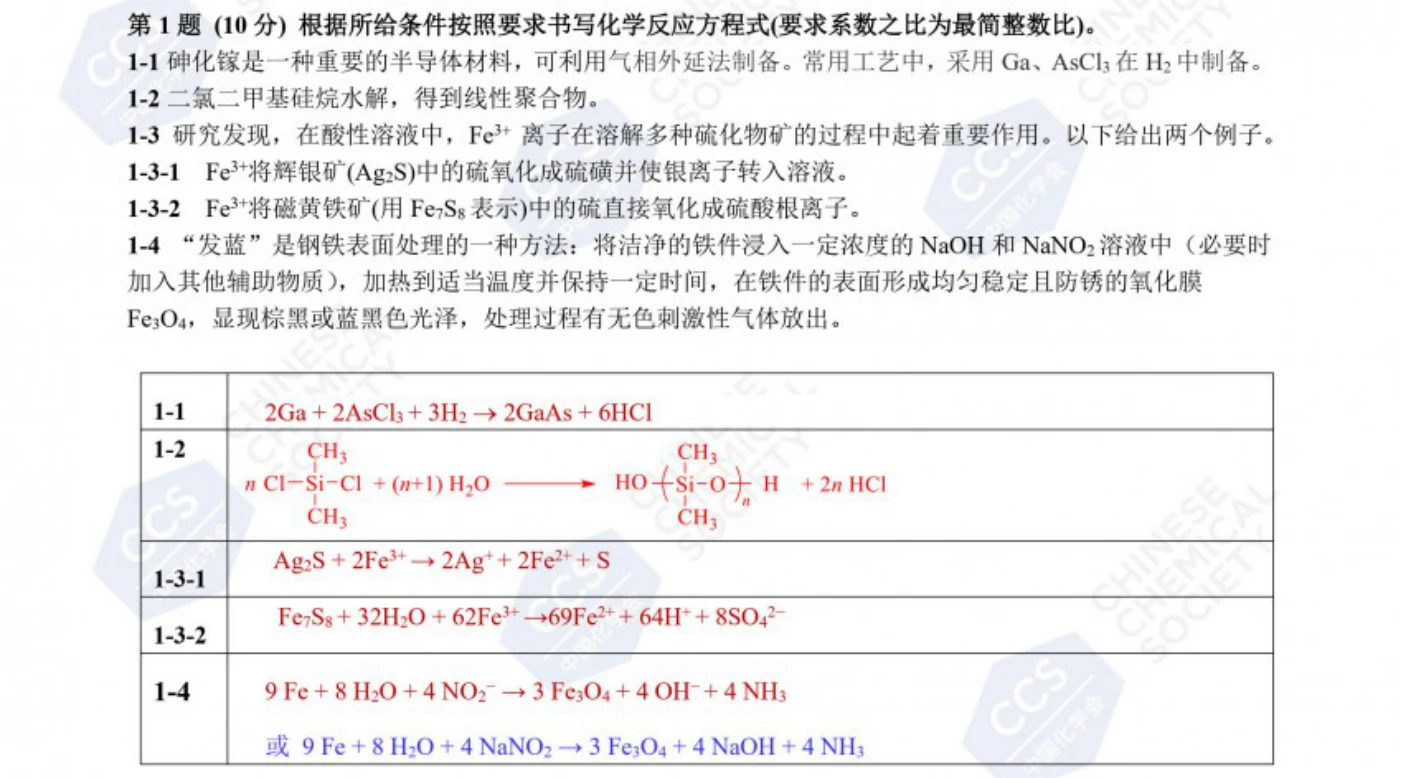 第 1 题 (10 分) 根据所给条件按照要求书写化学反应方程式(要求系数之比为最简整数比)。
1-1 砷化镓是一种重要的半导体材料，可利用气相外延法制备。常用工艺中，采用 Ga、AsCl₃ 在 H₂ 中制备。
1-2 二氯二甲基硅烷水解，得到线性聚合物。
1-3 研究发现，在酸性溶液中，Fe³⁺ 离子在溶解多种硫化物矿的过程中起着重要作用。以下给出两个例子。
1-3-1 Fe³⁺将辉银矿(Ag₂S)中的硫氧化成硫磺并使银离子转入溶液。
1-3-2 Fe³⁺将磁黄铁矿(用 Fe₇S₈ 表示)中的硫直接氧化成硫酸根离子。
1-4 “发蓝”是钢铁表面处理的一种方法：将洁净的铁件浸入一定浓度的 NaOH 和 NaNO₂ 溶液中（必要时
加入其他辅助物质），加热到适当温度并保持一定时间，在铁件的表面形成均匀稳定且防锈的氧化膜
Fe₃O₄，显现棕黑或蓝黑色光泽，处理过程有无色刺激性气体放出。
1-1 2Ga + 2AsCl₃ + 3H₂ → 2GaAs + 6HCl
1-2
CH₃ CH₃
n Cl-Si-Cl + (n+1) H₂O → HO-(Si-O)n H + 2n HCl
CH₃ CH₃
1-3-1 Ag₂S + 2Fe³⁺ → 2Ag⁺ + 2Fe²⁺ + S
1-3-2 Fe₇S₈ + 32H₂O + 62Fe³⁺ →69Fe²⁺ + 64H⁺ + 8SO₄²⁻
1-4 9 Fe + 8 H₂O + 4 NO₂⁻ → 3 Fe₃O₄ + 4 OH⁻ + 4 NH₃
或 9 Fe + 8 H₂O + 4 NaNO₂ → 3 Fe₃O₄ + 4 NaOH + 4 NH₃
CCS
中国化学会
CHINESE
CHEMICAL
SOCIETY